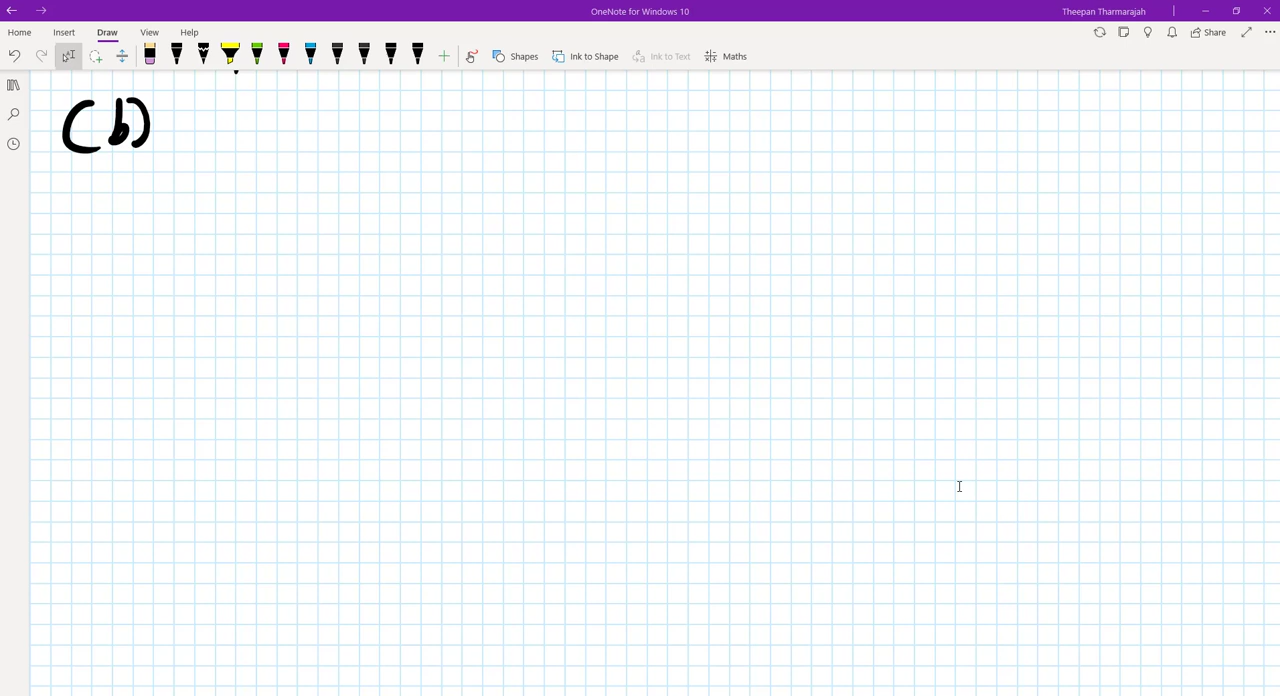 OneNote for Windows 10
Theepan Tharmarajah
Home Insert Draw View Help
Share
Shapes Ink to Shape Ink to Text Maths
(b)